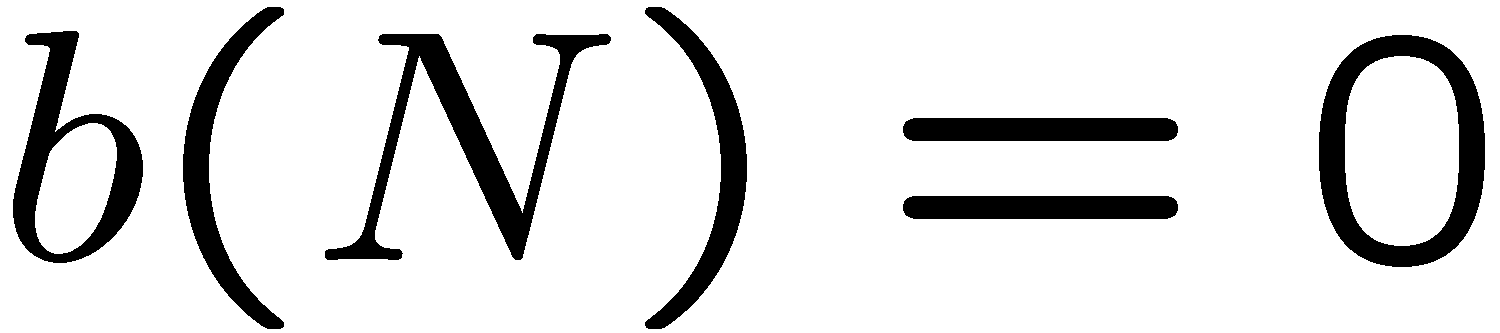 b(N) = 0